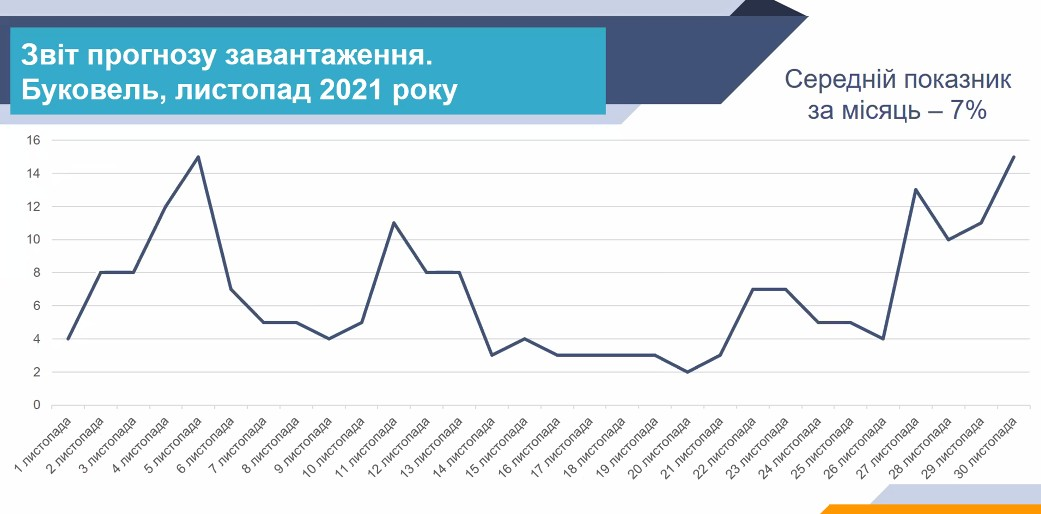 Звіт прогнозу завантаження.
Буковель, листопад 2021 року
Середній показник
за місяць – 7%
16
14
12
10
8
6
4
2
0
1 листопада
2 листопада
3 листопада
4 листопада
5 листопада
6 листопада
7 листопада
8 листопада
9 листопада
10 листопада
11 листопада
12 листопада
13 листопада
14 листопада
15 листопада
16 листопада
17 листопада
18 листопада
19 листопада
20 листопада
21 листопада
22 листопада
23 листопада
24 листопада
25 листопада
26 листопада
27 листопада
28 листопада
29 листопада
30 листопада